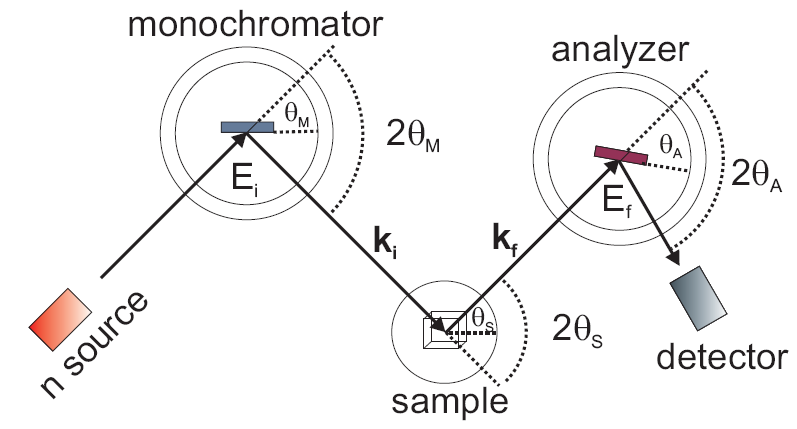 monochromator
analyzer
θM
2θM
θA
2θA
Ei
Ef
ki
kf
θS
2θS
n source
sample
detector